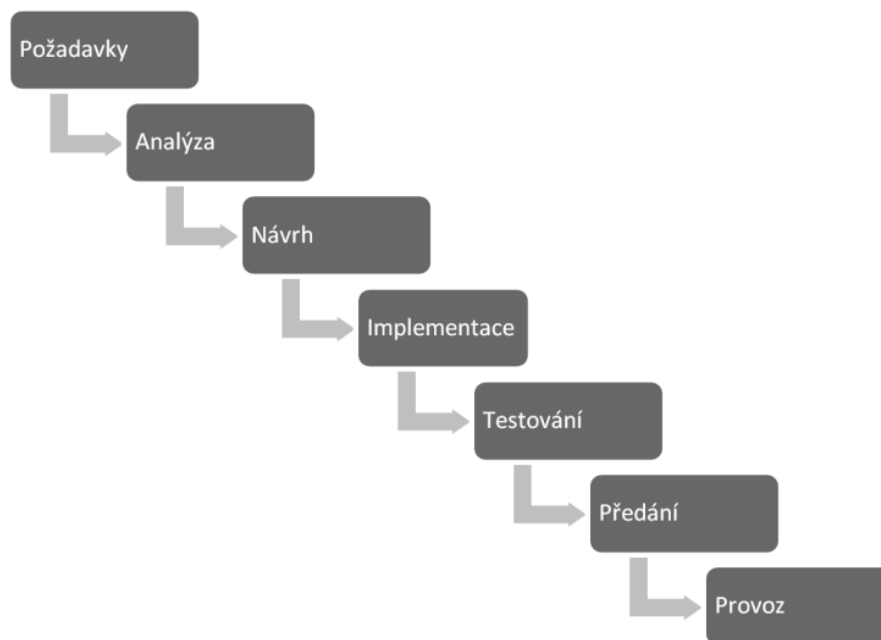 Požadavky
Analýza
Návrh
Implementace
Testování
Předání
Provoz